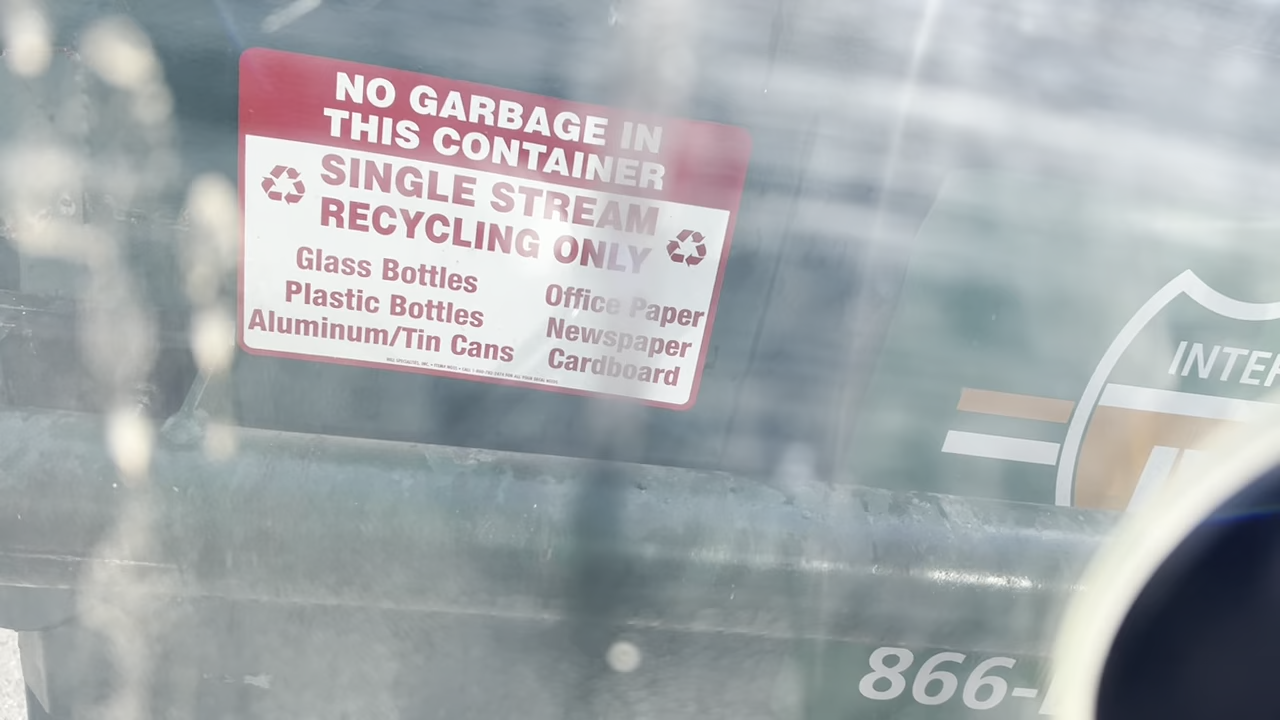 NO GARBAGE IN
THIS CONTAINER
SINGLE STREAM
RECYCLING ONLY
Glass Bottles
Plastic Bottles
Aluminum/Tin Cans
Office Paper
Newspaper
Cardboard
866-